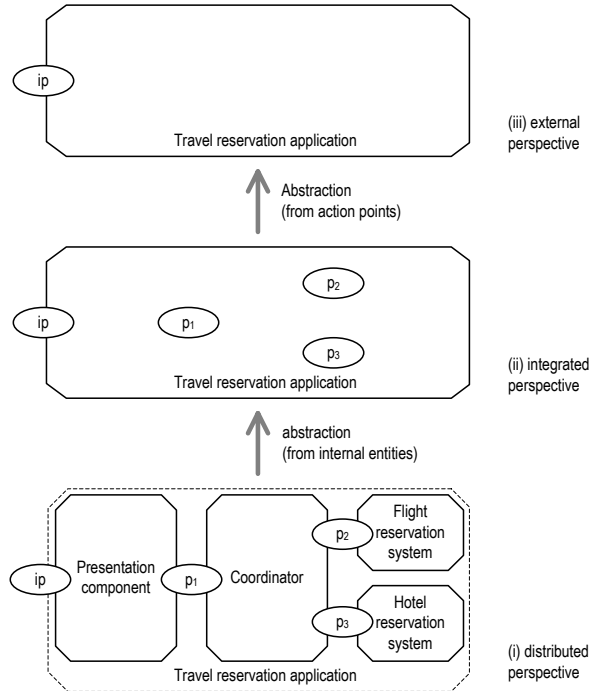 ip
Travel reservation application
(iii) external
perspective
Abstraction
(from action points)
ip
p1
p2
p3
Travel reservation application
(ii) integrated
perspective
abstraction
(from internal entities)
ip
Presentation
component
p1
Coordinator
p2
Flight
reservation
system
p3
Hotel
reservation
system
Travel reservation application
(i) distributed
perspective